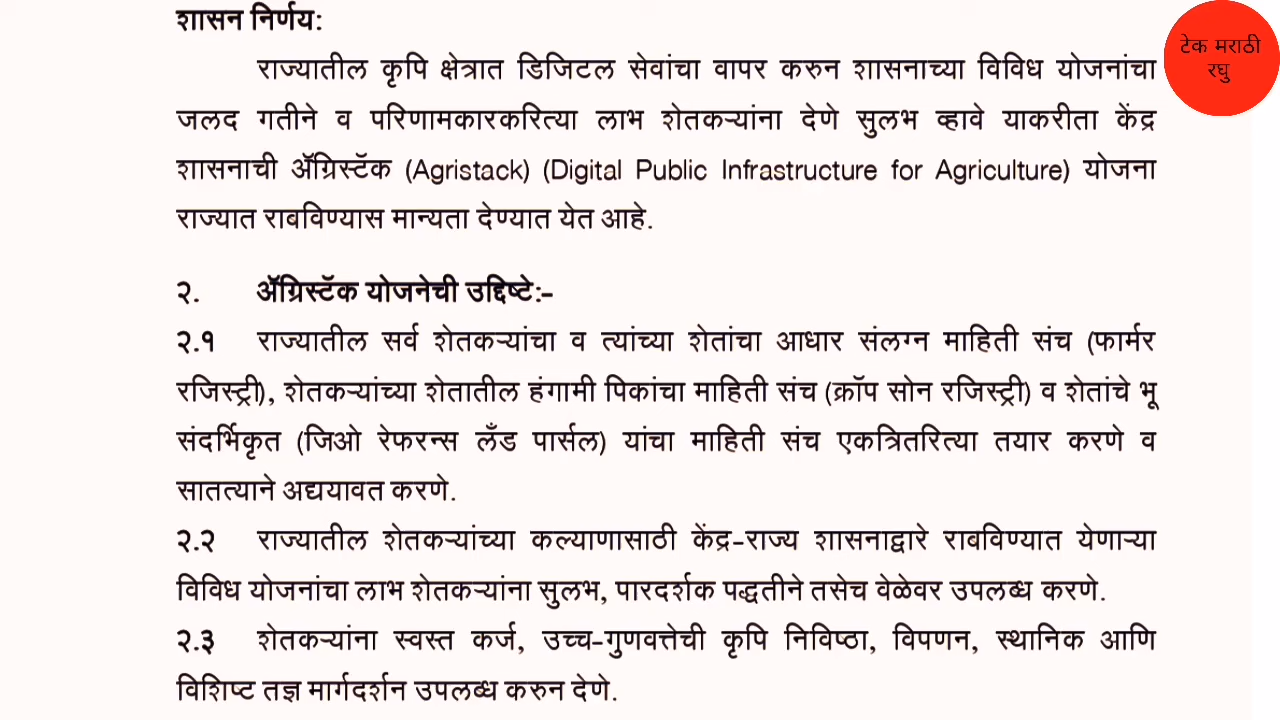 शासन निर्णय:
राज्यातील कृषि क्षेत्रात डिजिटल सेवांचा वापर करुन शासनाच्या विविध योजनांचा
जलद गतीने व परिणामकारकरित्या लाभ शेतकऱ्यांना देणे सुलभ व्हावे याकरीता केंद्र
शासनाची ॲग्रिस्टॅक (Agristack) (Digital Public Infrastructure for Agriculture) योजना
राज्यात राबविण्यास मान्यता देण्यात येत आहे.
२. ॲग्रिस्टॅक योजनेची उद्दिष्टे:-
२.१ राज्यातील सर्व शेतकऱ्यांचा व त्यांच्या शेतांचा आधार संलग्न माहिती संच (फार्मर
रजिस्ट्री), शेतकऱ्यांच्या शेतातील हंगामी पिकांचा माहिती संच (क्रॉप सोन रजिस्ट्री) व शेतांचे भू
संदर्भिकृत (जिओ रेफरन्स लँड पार्सल) यांचा माहिती संच एकत्रितरित्या तयार करणे व
सातत्याने अद्ययावत करणे.
२.२ राज्यातील शेतकऱ्यांच्या कल्याणासाठी केंद्र-राज्य शासनाद्वारे राबविण्यात येणाऱ्या
विविध योजनांचा लाभ शेतकऱ्यांना सुलभ, पारदर्शक पद्धतीने तसेच वेळेवर उपलब्ध करणे.
२.३ शेतकऱ्यांना स्वस्त कर्ज, उच्च-गुणवत्तेची कृषि निविष्ठा, विपणन, स्थानिक आणि
विशिष्ट तज्ञ मार्गदर्शन उपलब्ध करुन देणे.
टेक मराठी
रघु